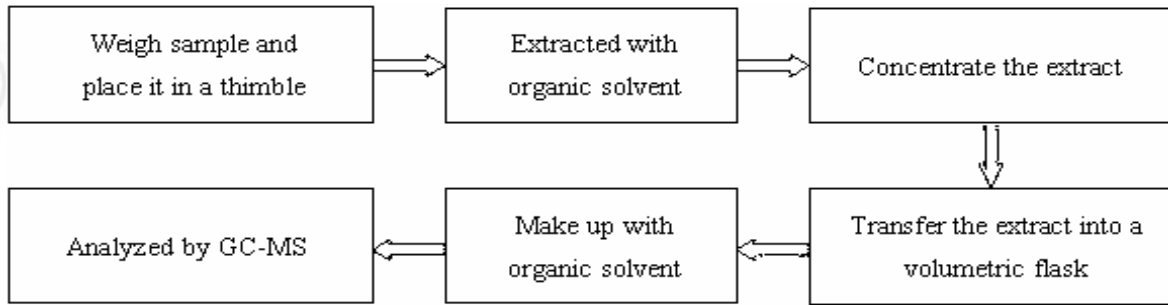 Weigh sample and
place it in a thimble
Extracted with
organic solvent
Concentrate the extract
Transfer the extract into a
volumetric flask
Make up with
organic solvent
Analyzed by GC-MS